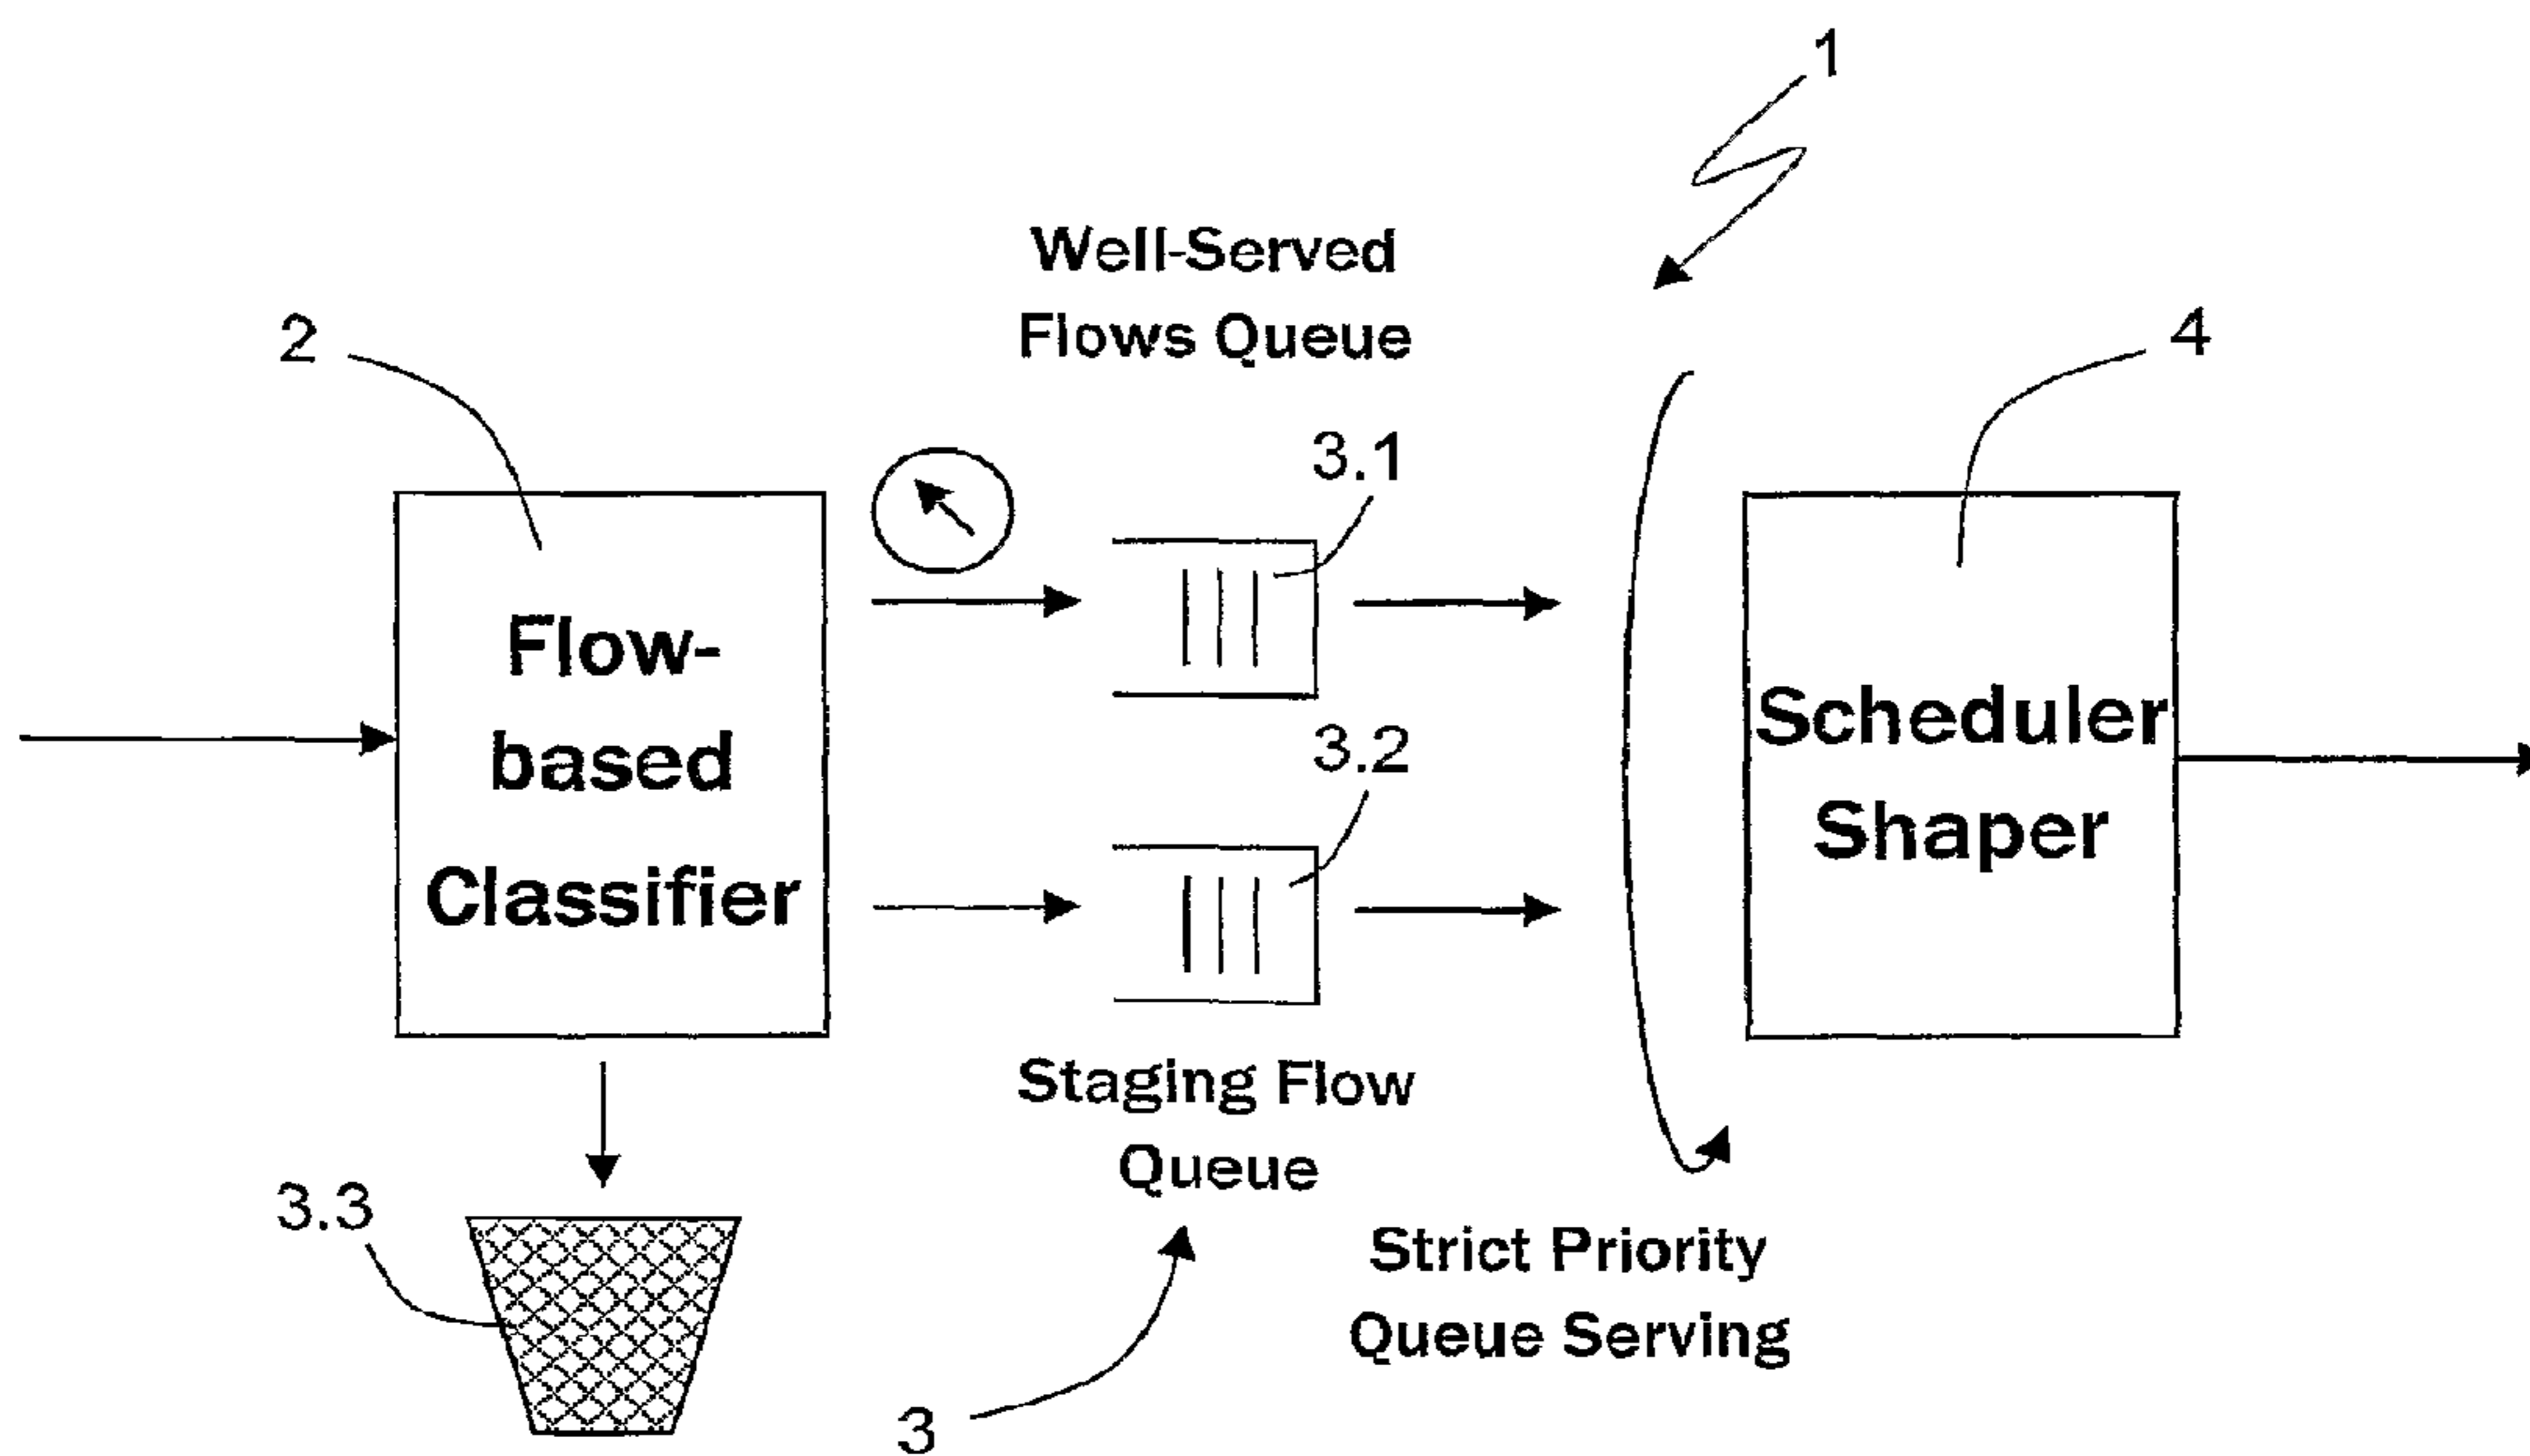 1
Well-Served
Flows Queue
2
4
3.1
Flow-
based
Classifier
3.2
Scheduler
Shaper
Staging Flow
Queue
3.3
Strict Priority
Queue Serving
3